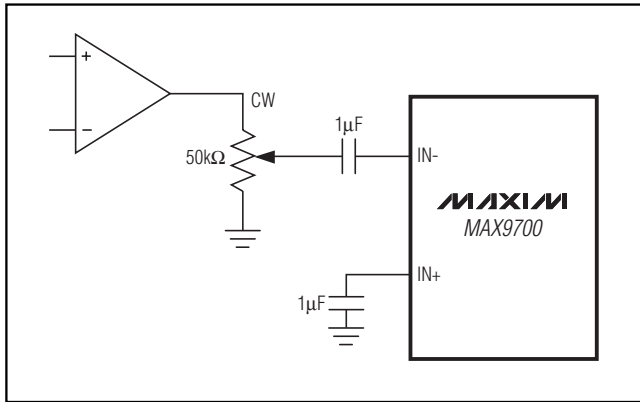 +
−
CW
50kΩ
1µF
IN-
MAXIM
MAX9700
IN+
1µF